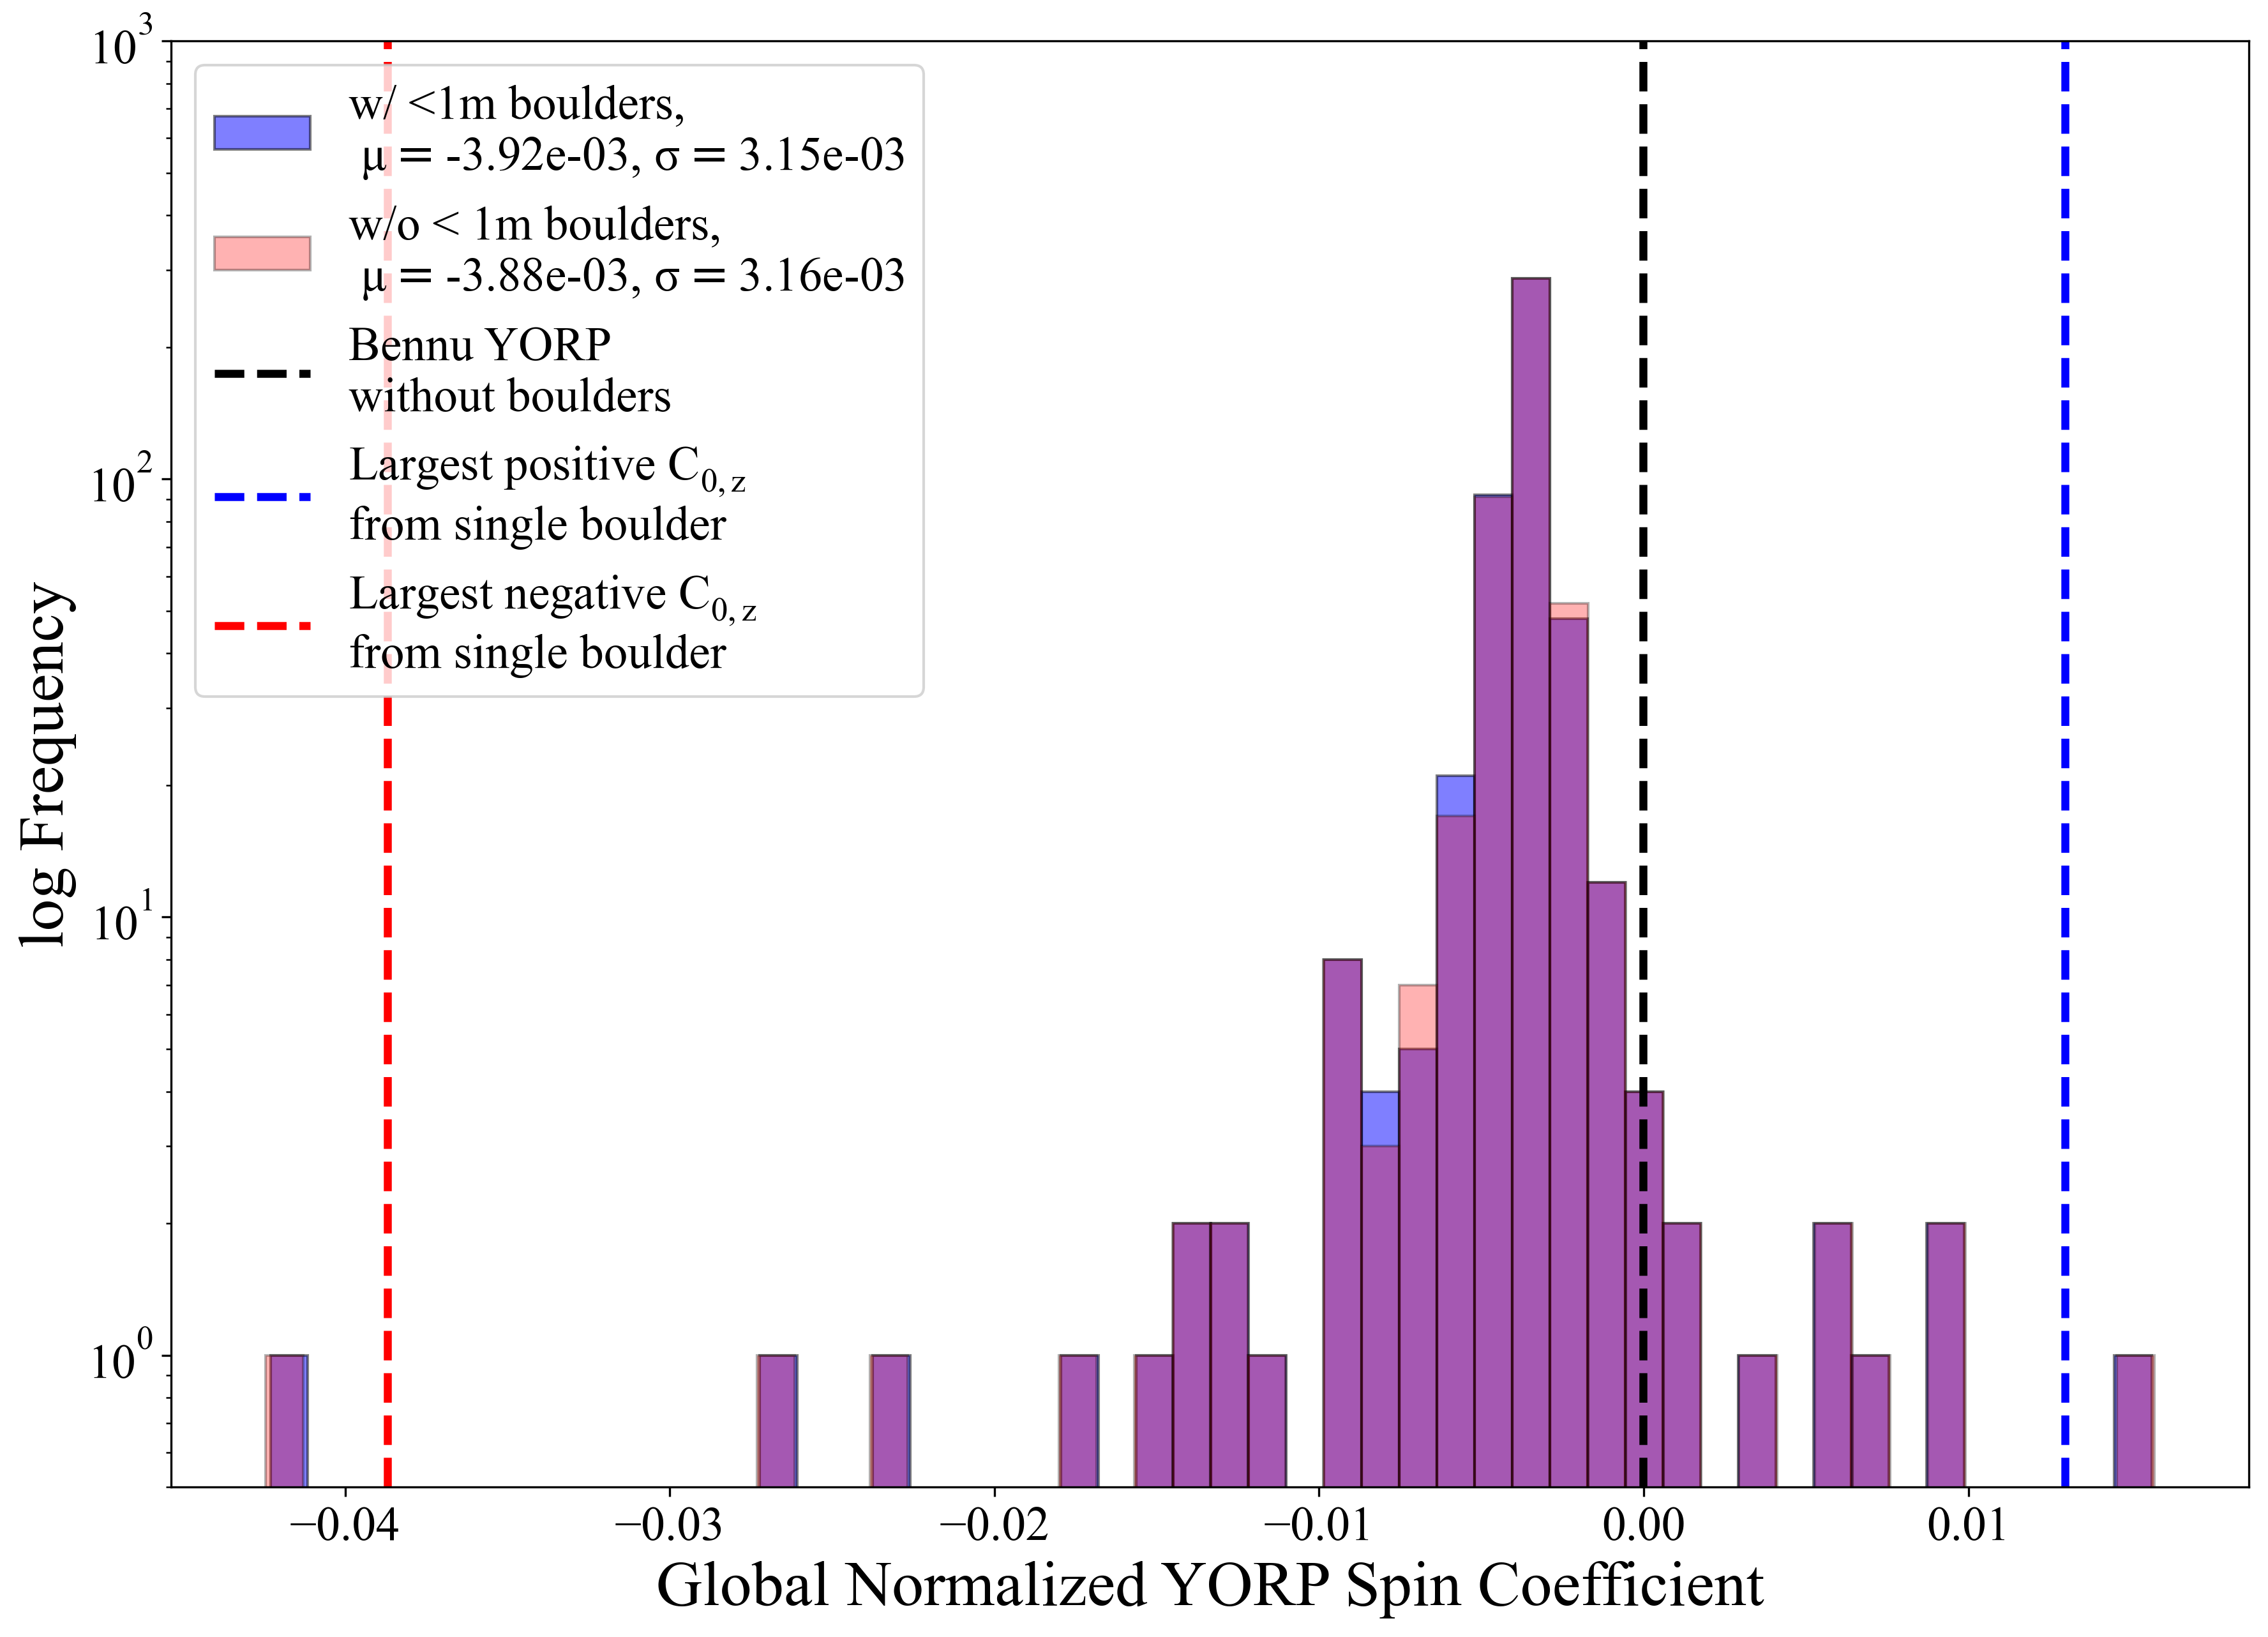 w/ <1m boulders,
μ = -3.92e-03, σ = 3.15e-03
w/o < 1m boulders,
μ = -3.88e-03, σ = 3.16e-03
Bennu YORP
without boulders
Largest positive C₀,z
from single boulder
Largest negative C₀,z
from single boulder
log Frequency
10³
10²
10¹
10⁰
−0.04 −0.03 −0.02 −0.01 0.00 0.01
Global Normalized YORP Spin Coefficient